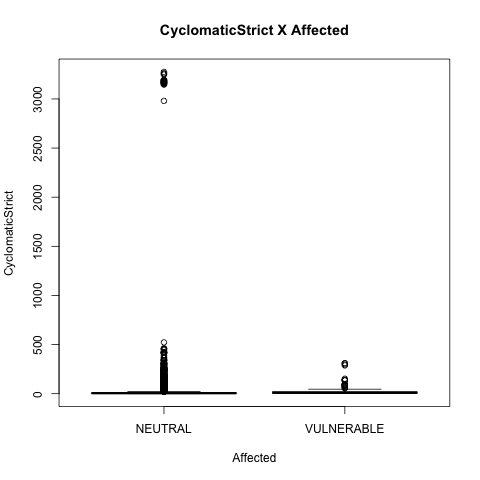 CyclomaticStrict X Affected
CyclomaticStrict
3000
2500
2000
1500
1000
500
0
NEUTRAL
VULNERABLE
Affected